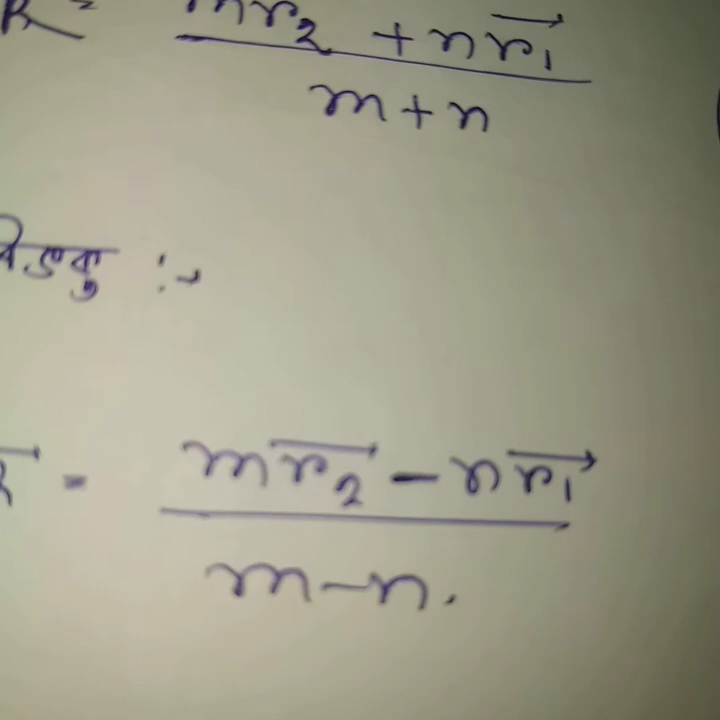 R = mr₂ + nr₁→
m + n
:-
= mr₂→ - nr₁→
m - n.